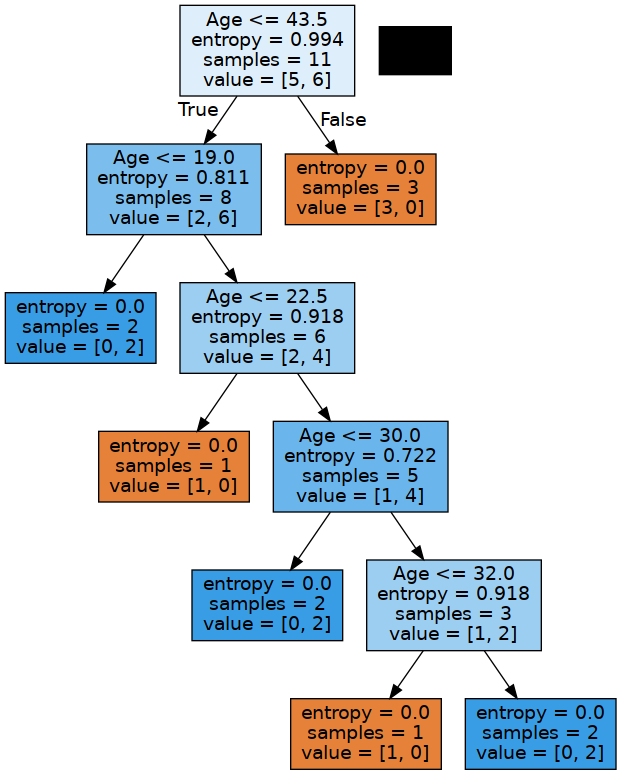 Age <= 43.5
entropy = 0.994
samples = 11
value = [5, 6]
True
False
Age <= 19.0
entropy = 0.811
samples = 8
value = [2, 6]
entropy = 0.0
samples = 3
value = [3, 0]
entropy = 0.0
samples = 2
value = [0, 2]
Age <= 22.5
entropy = 0.918
samples = 6
value = [2, 4]
entropy = 0.0
samples = 1
value = [1, 0]
Age <= 30.0
entropy = 0.722
samples = 5
value = [1, 4]
entropy = 0.0
samples = 2
value = [0, 2]
Age <= 32.0
entropy = 0.918
samples = 3
value = [1, 2]
entropy = 0.0
samples = 1
value = [1, 0]
entropy = 0.0
samples = 2
value = [0, 2]